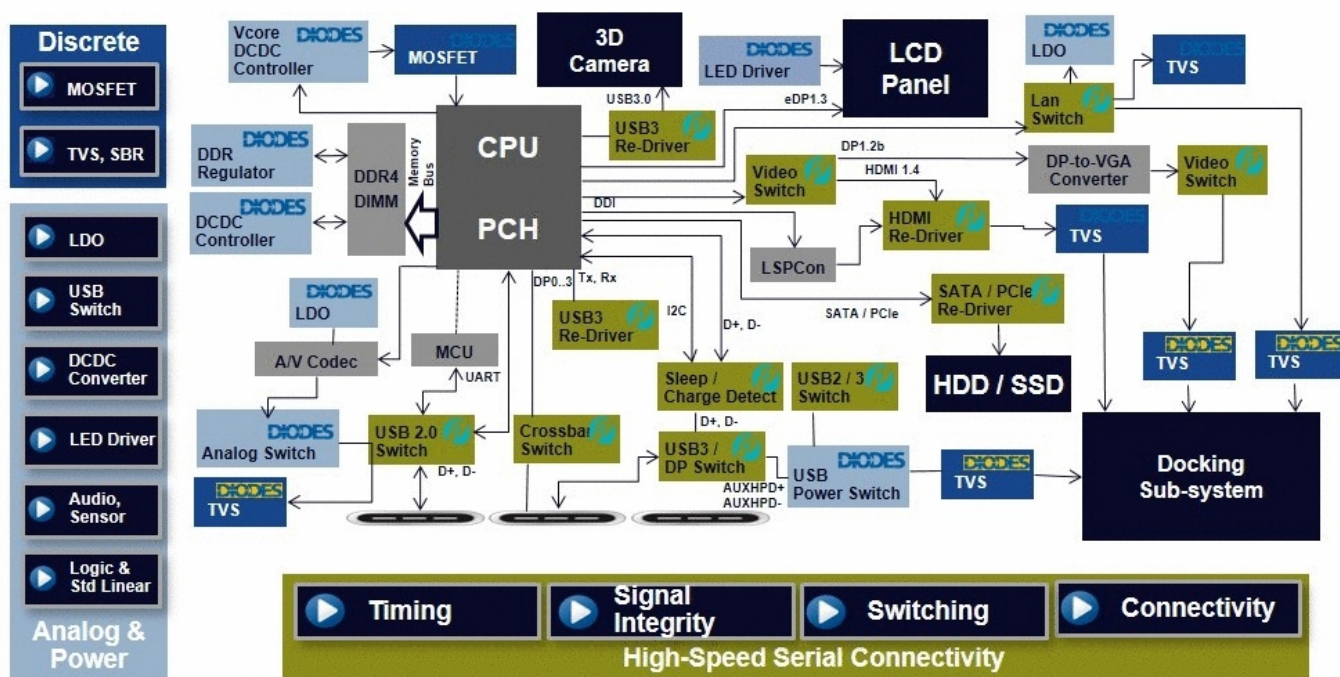 Discrete
MOSFET
TVS, SBR
LDO
USB
Switch
DCDC
Converter
LED Driver
Audio,
Sensor
Logic &
Std Linear
Analog &
Power
Vcore
DCDC
Controller
DIODES
DIODES
MOSFET
3D
Camera
DIODES
LED Driver
LCD
Panel
DIODES
LDO
DIODES
TVS
USB3.0
eDP1.3
Lan
Switch
USB3
Re-Driver
CPU
PCH
DIODES
DDR
Regulator
DDR4
DIMM
Memory
Bus
DIODES
DCDC
Controller
DP1.2b
Video
Switch
HDMI 1.4
DP-to-VGA
Converter
Video
Switch
DDI
HDMI
Re-Driver
DIODES
TVS
LSPCon
DP0..3
Tx, Rx
I2C
D+, D-
SATA / PCIe
SATA / PCIe
Re-Driver
DIODES
LDO
USB3
Re-Driver
A/V Codec
MCU
UART
DIODES
TVS
DIODES
TVS
Sleep /
Charge Detect
USB2 / 3
Switch
HDD / SSD
DIODES
Analog Switch
USB 2.0
Switch
Crossbar
Switch
D+, D-
USB3 /
DP Switch
D+, D-
DIODES
USB
Power Switch
AUXHPD+
AUXHPD-
DIODES
TVS
DIODES
TVS
Docking
Sub-system
Timing
Signal
Integrity
Switching
Connectivity
High-Speed Serial Connectivity